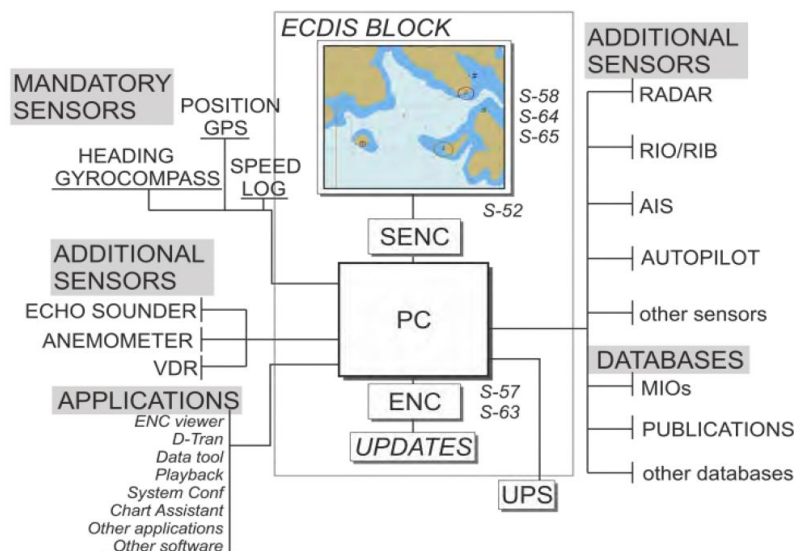 ECDIS BLOCK
S-58
S-64
S-65
S-52
SENC
PC
ENC
S-57
S-63
UPDATES
UPS
MANDATORY
SENSORS
POSITION
GPS
HEADING
GYROCOMPASS
SPEED
LOG
ADDITIONAL
SENSORS
ECHO SOUNDER
ANEMOMETER
VDR
APPLICATIONS
ENC viewer
D-Tran
Data tool
Playback
System Conf
Chart Assistant
Other applications
Other software
ADDITIONAL
SENSORS
RADAR
RIO/RIB
AIS
AUTOPILOT
other sensors
DATABASES
MIOs
PUBLICATIONS
other databases